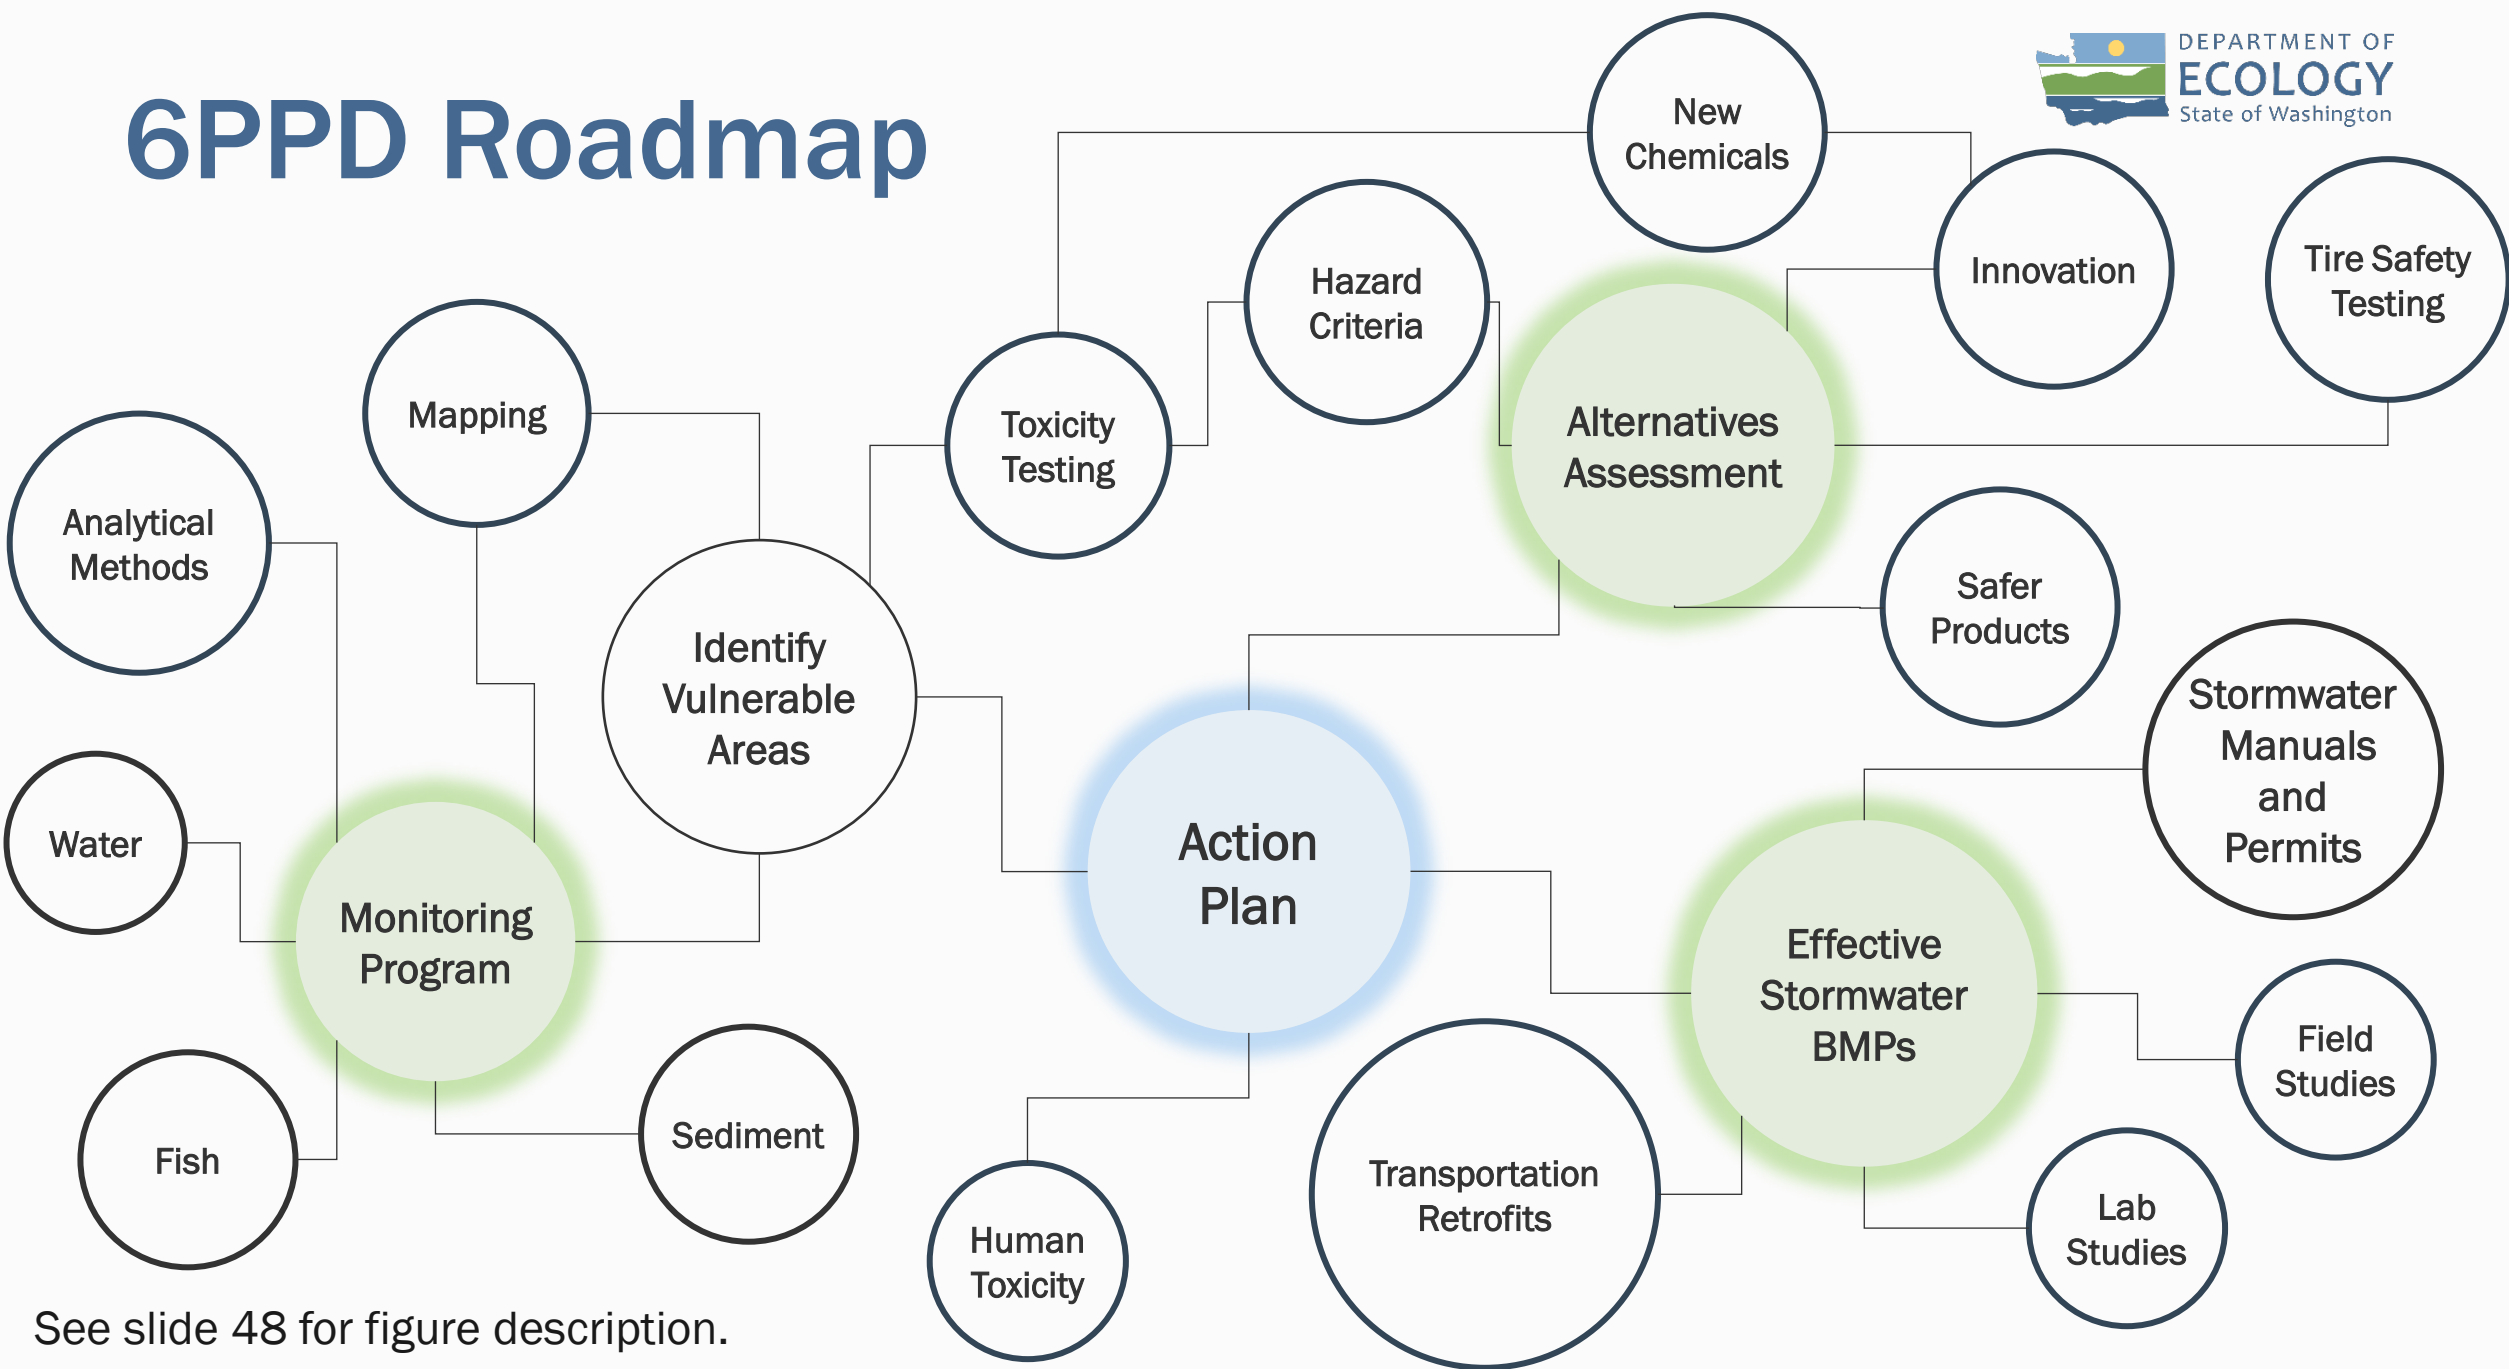 6PPD Roadmap
DEPARTMENT OF
ECOLOGY
State of Washington
New
Chemicals
Innovation
Tire Safety
Testing
Hazard
Criteria
Toxicity
Testing
Mapping
Analytical
Methods
Alternatives
Assessment
Safer
Products
Identify
Vulnerable
Areas
Stormwater
Manuals
and
Permits
Water
Monitoring
Program
Action
Plan
Effective
Stormwater
BMPs
Field
Studies
Fish
Sediment
Human
Toxicity
Transportation
Retrofits
Lab
Studies
See slide 48 for figure description.